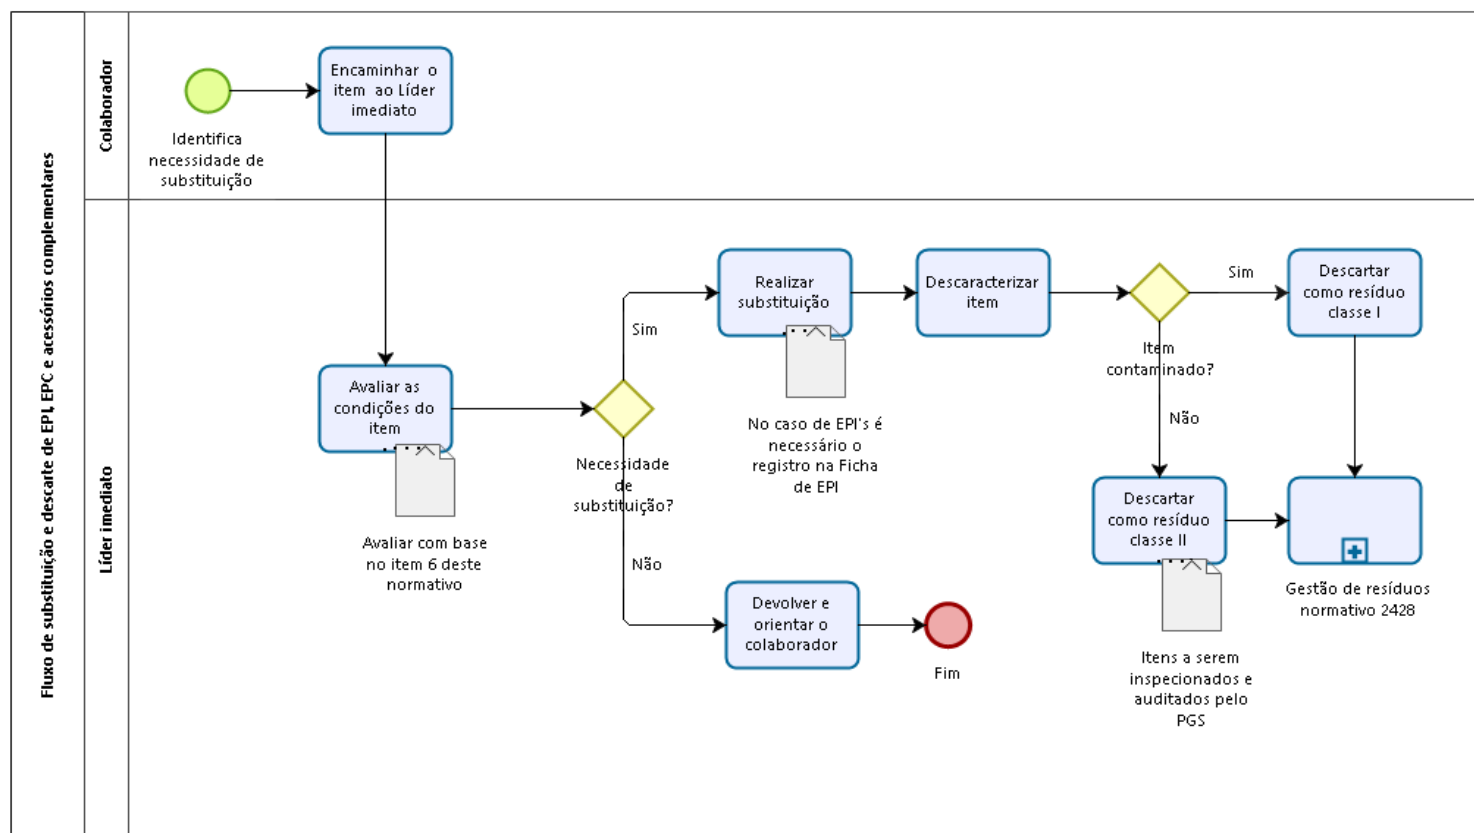 Fluxo de substituição e descarte de EPI, EPC e acessórios complementares
Colaborador
Identifica
necessidade de
substituição
Encaminhar o
item ao Líder
imediato
Líder imediato
Avaliar as
condições do
item
Avaliar com base
no item 6 deste
normativo
Necessidade
de
substituição?
Sim
Não
Realizar
substituição
No caso de EPI's é
necessário o
registro na Ficha
de EPI
Descaracterizar
item
Item
contaminado?
Sim
Não
Descartar
como resíduo
classe I
Descartar
como resíduo
classe II
Itens a serem
inspecionados e
auditados pelo
PGS
Gestão de resíduos
normativo 2428
Devolver e
orientar o
colaborador
Fim